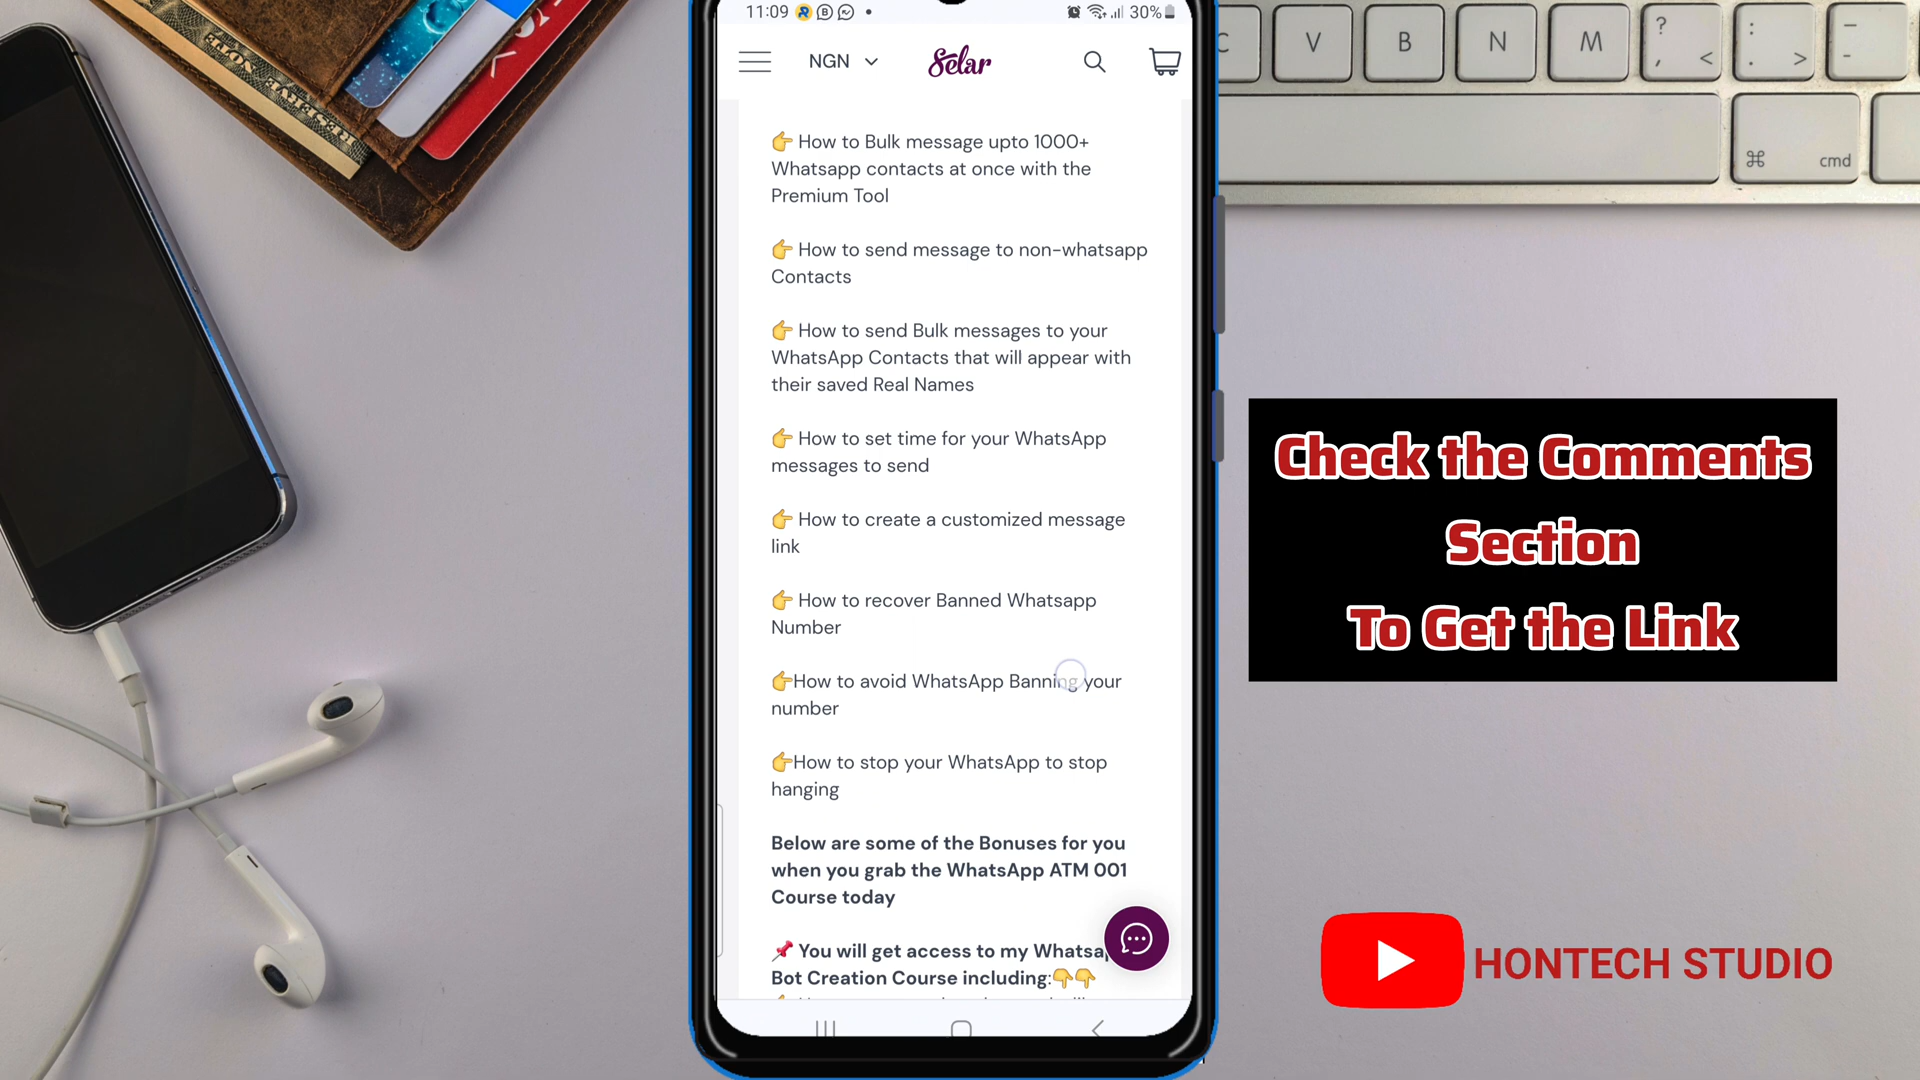 11:09
30%
NGN
Selar
👉 How to Bulk message upto 1000+
Whatsapp contacts at once with the
Premium Tool
👉 How to send message to non-whatsapp
Contacts
👉 How to send Bulk messages to your
WhatsApp Contacts that will appear with
their saved Real Names
👉 How to set time for your WhatsApp
messages to send
👉 How to create a customized message
link
👉 How to recover Banned Whatsapp
Number
👉How to avoid WhatsApp Banning your
number
👉How to stop your WhatsApp to stop
hanging
Below are some of the Bonuses for you
when you grab the WhatsApp ATM 001
Course today
📌 You will get access to my Whatsap
Bot Creation Course including:👇👇
Check the Comments
Section
To Get the Link
HONTECH STUDIO
C
V
B
N
M
?
, <
:
. >
–
-
⌘ cmd
RESERVE
NOTE